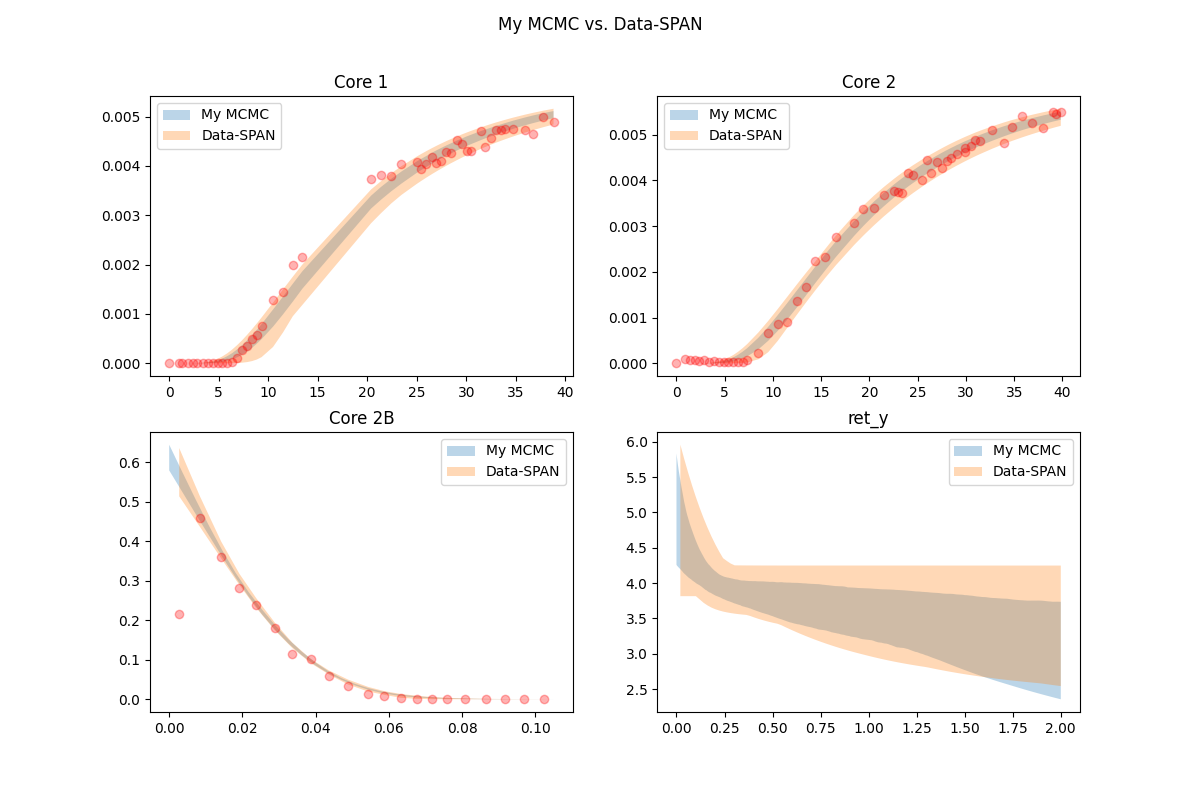 My MCMC vs. Data-SPAN
Core 1
My MCMC
Data-SPAN
0.005
0.004
0.003
0.002
0.001
0.000
0 5 10 15 20 25 30 35 40
Core 2
My MCMC
Data-SPAN
0.005
0.004
0.003
0.002
0.001
0.000
0 5 10 15 20 25 30 35 40
Core 2B
My MCMC
Data-SPAN
0.6
0.5
0.4
0.3
0.2
0.1
0.0
0.00 0.02 0.04 0.06 0.08 0.10
ret_y
My MCMC
Data-SPAN
6.0
5.5
5.0
4.5
4.0
3.5
3.0
2.5
0.00 0.25 0.50 0.75 1.00 1.25 1.50 1.75 2.00